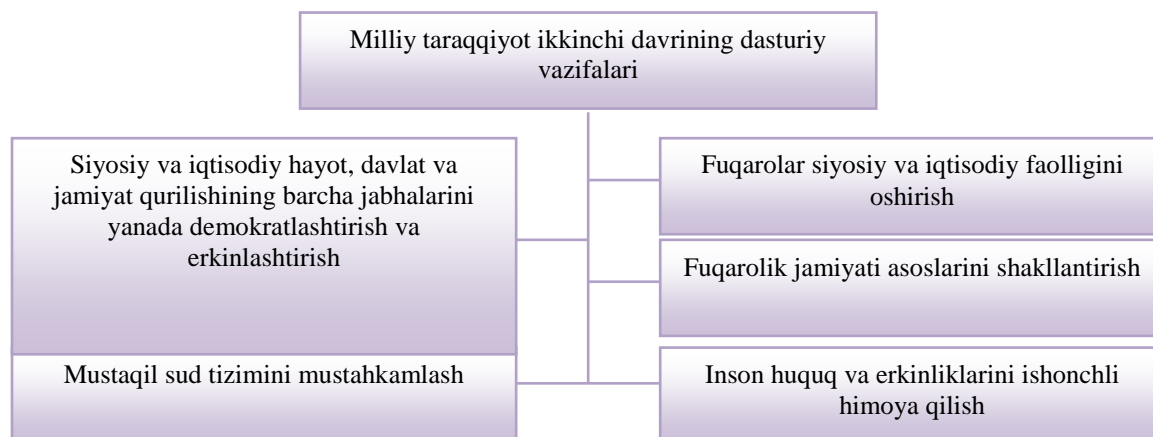 Milliy taraqqiyot ikkinchi davrining dasturiy
vazifalari
Siyosiy va iqtisodiy hayot, davlat va
jamiyat qurilishining barcha jabhalarini
yanada demokratlashtirish va
erkinlashtirish
Fuqarolar siyosiy va iqtisodiy faolligini
oshirish
Fuqarolik jamiyati asoslarini shakllantirish
Mustaqil sud tizimini mustahkamlash
Inson huquq va erkinliklarini ishonchli
himoya qilish